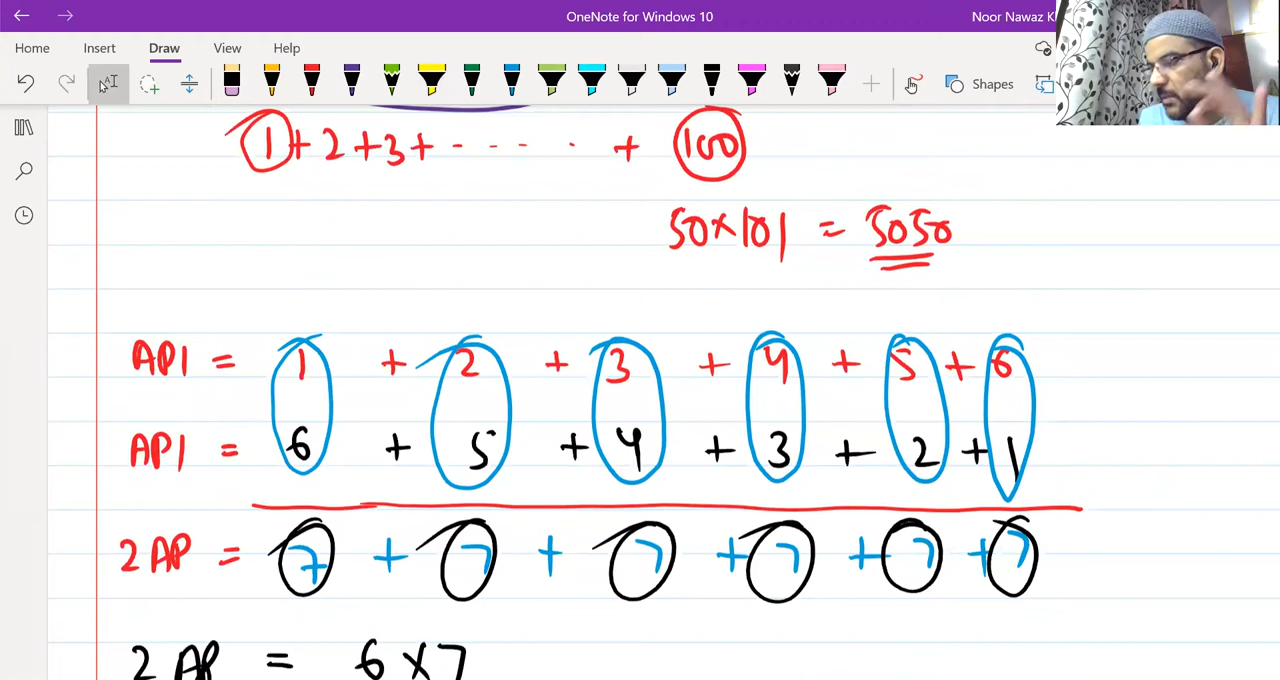 OneNote for Windows 10
Noor Nawaz K
Home Insert Draw View Help
Shapes
1 + 2 + 3 + - - - - . + 100
50 × 101 = 5050
AP1 = 1 + 2 + 3 + 4 + 5 + 6
AP1 = 6 + 5 + 4 + 3 + 2 + 1
2 AP = 7 + 7 + 7 + 7 + 7 + 7
2 AP = 6 × 7